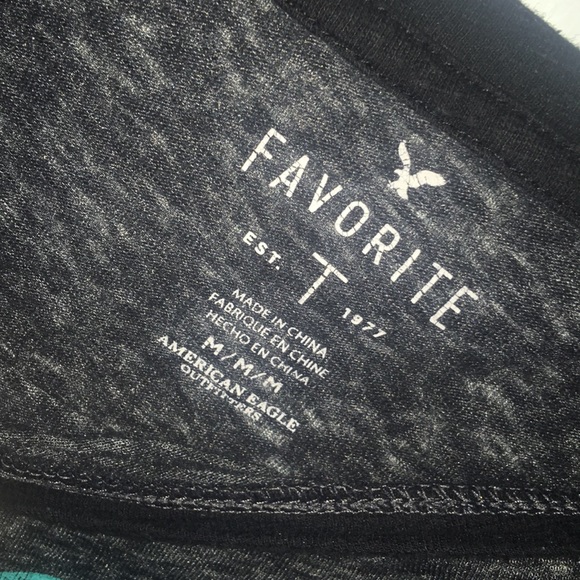 FAVORITE
EST. T 1977
MADE IN CHINA
FABRIQUE EN CHINE
HECHO EN CHINA
M/M/M
AMERICAN EAGLE
OUTFITTERS